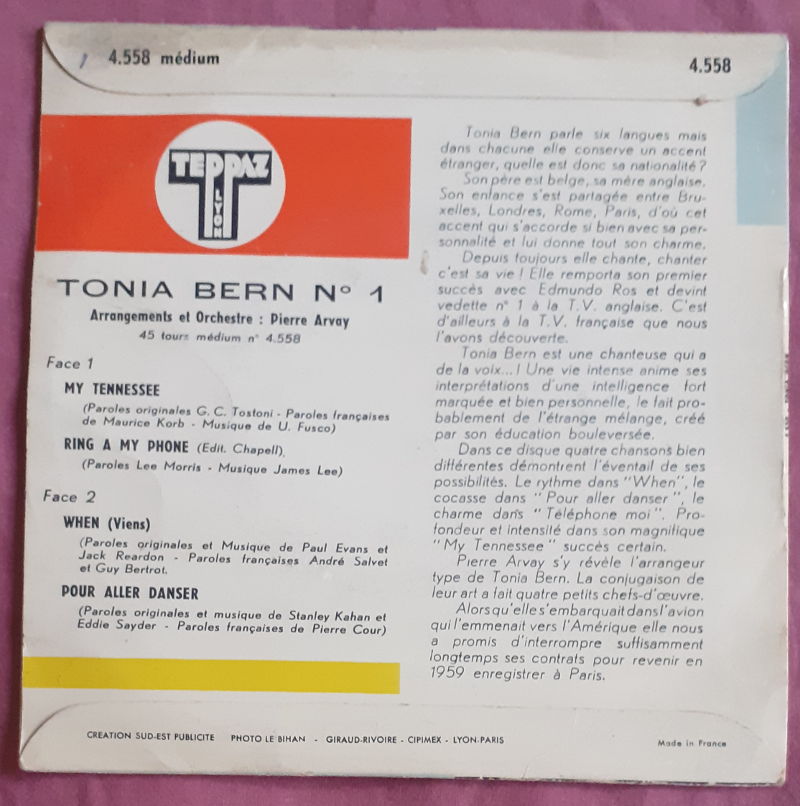 4.558 médium
4.558
TEPPAZ
LYON
TONIA BERN Nº 1
Arrangements et Orchestre : Pierre Arvay
45 tours médium nº 4.558
Face 1
MY TENNESSEE
(Paroles originales G. C. Tostoni - Paroles françaises
de Maurice Korb - Musique de U. Fusco)
RING A MY PHONE (Edit. Chapell)
(Paroles Lee Morris - Musique James Lee)
Face 2
WHEN (Viens)
(Paroles originales et Musique de Paul Evans et
Jack Reardon - Paroles françaises André Salvet
et Guy Bertrot.
POUR ALLER DANSER
(Paroles originales et musique de Stanley Kahan et
Eddie Sayder - Paroles françaises de Pierre Cour)
Tonia Bern parle six langues mais
dans chacune elle conserve un accent
étranger, quelle est donc sa nationalité ?
Son père est belge, sa mère anglaise.
Son enfance s'est partagée entre Bru-
xelles, Londres, Rome, Paris, d'où cet
accent qui s'accorde si bien avec sa per-
sonnalité et lui donne tout son charme.
Depuis toujours elle chante, chanter
c'est sa vie ! Elle remporta son premier
succès avec Edmundo Ros et devint
vedette nº 1 à la T.V. anglaise. C'est
d'ailleurs à la T.V. française que nous
l'avons découverte.
Tonia Bern est une chanteuse qui a
de la voix... ! Une vie intense anime ses
interprétations d'une intelligence fort
marquée et bien personnelle, le fait pro-
bablement de l'étrange mélange, créé
par son éducation bouleversée.
Dans ce disque quatre chansons bien
différentes démontrent l'éventail de ses
possibilités. Le rythme dans "When", le
cocasse dans "Pour aller danser", le
charme dans "Téléphone moi". Pro-
fondeur et intensité dans son magnifique
"My Tennessee" succès certain.
Pierre Arvay s'y révèle l'arrangeur
type de Tonia Bern. La conjugaison de
leur art a fait quatre petits chefs-d'œuvre.
Alors qu'elle s'embarquait dans l'avion
qui l'emmenait vers l'Amérique elle nous
a promis d'interrompre suffisamment
longtemps ses contrats pour revenir en
1959 enregistrer à Paris.
CREATION SUD-EST PUBLICITE PHOTO LE BIHAN - GIRAUD-RIVOIRE - CIPIMEX - LYON-PARIS
Made in France